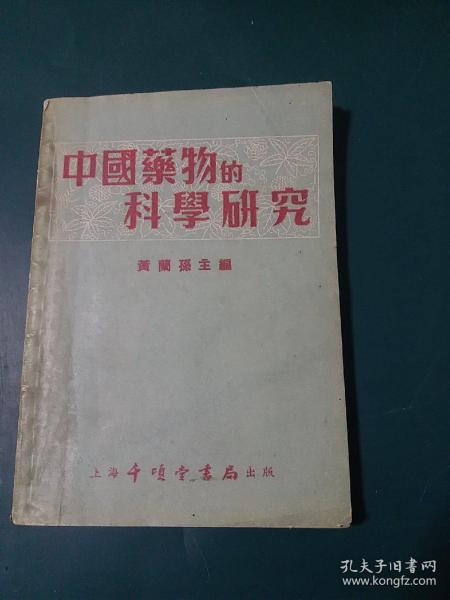 中國藥物的
科學研究
黃蘭孫主編
上海千頃堂書局出版
孔夫子旧书网
www.kongfz.com